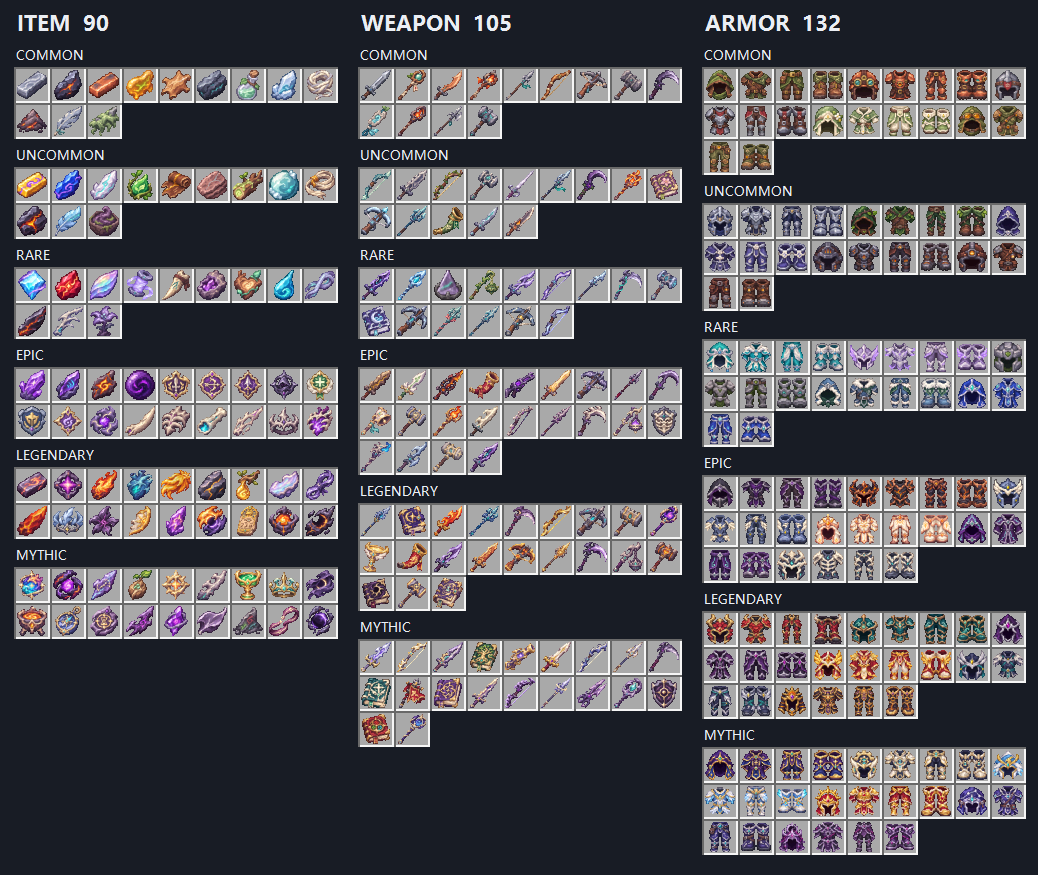 ITEM 90
COMMON
UNCOMMON
RARE
EPIC
LEGENDARY
MYTHIC
WEAPON 105
COMMON
UNCOMMON
RARE
EPIC
LEGENDARY
MYTHIC
ARMOR 132
COMMON
UNCOMMON
RARE
EPIC
LEGENDARY
MYTHIC